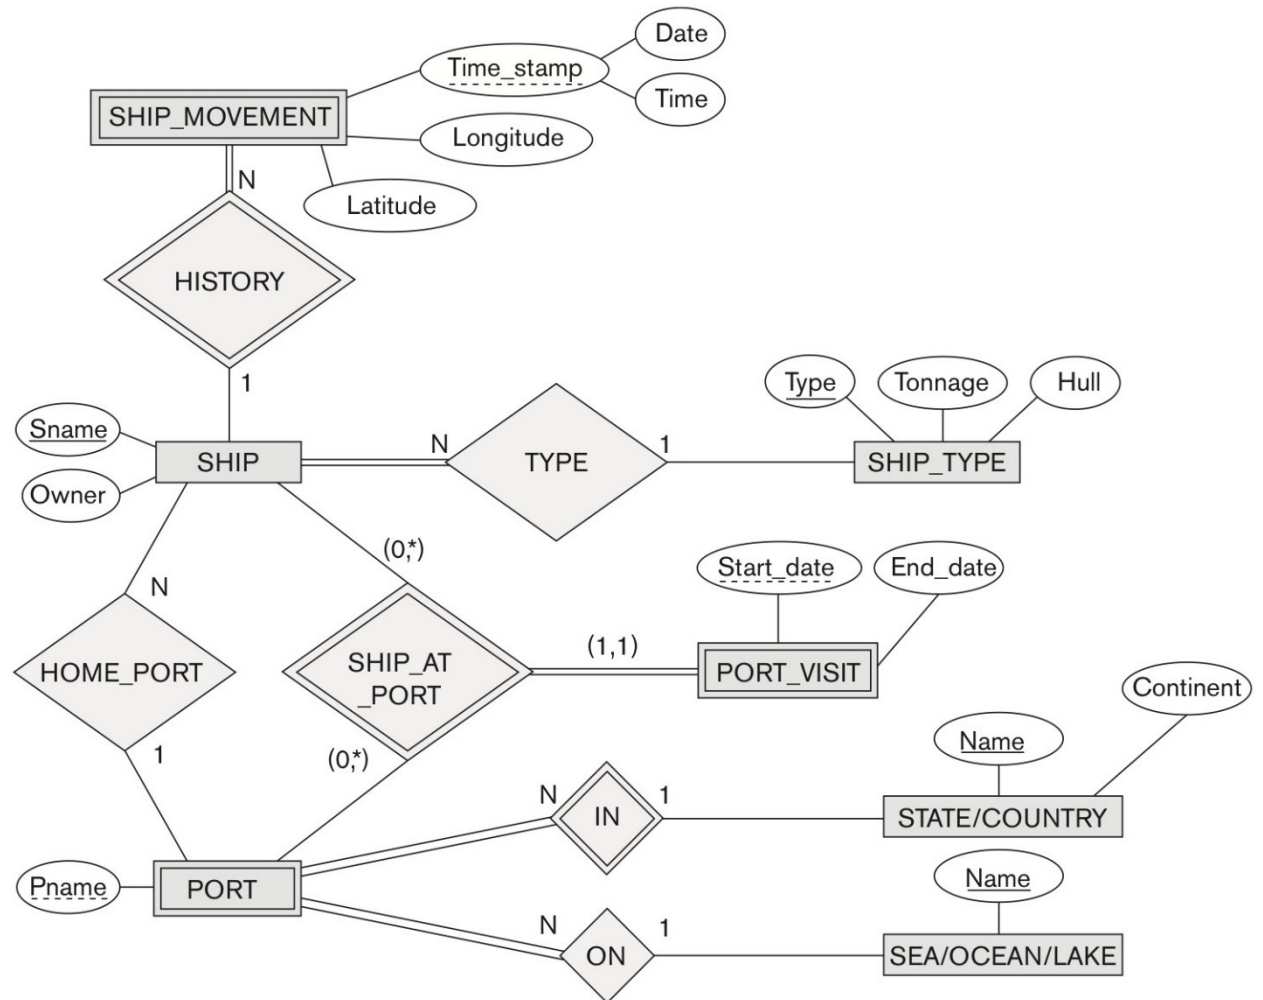 Date
Time_stamp
Time
SHIP_MOVEMENT
Longitude
N
Latitude
HISTORY
1
Type
Tonnage
Hull
Sname
N
1
SHIP
TYPE
SHIP_TYPE
Owner
(0,*)
Start_date
End_date
N
(1,1)
HOME_PORT
SHIP_AT
_PORT
PORT_VISIT
Continent
1
(0,*)
Name
N
1
IN
STATE/COUNTRY
Pname
PORT
Name
N
1
ON
SEA/OCEAN/LAKE